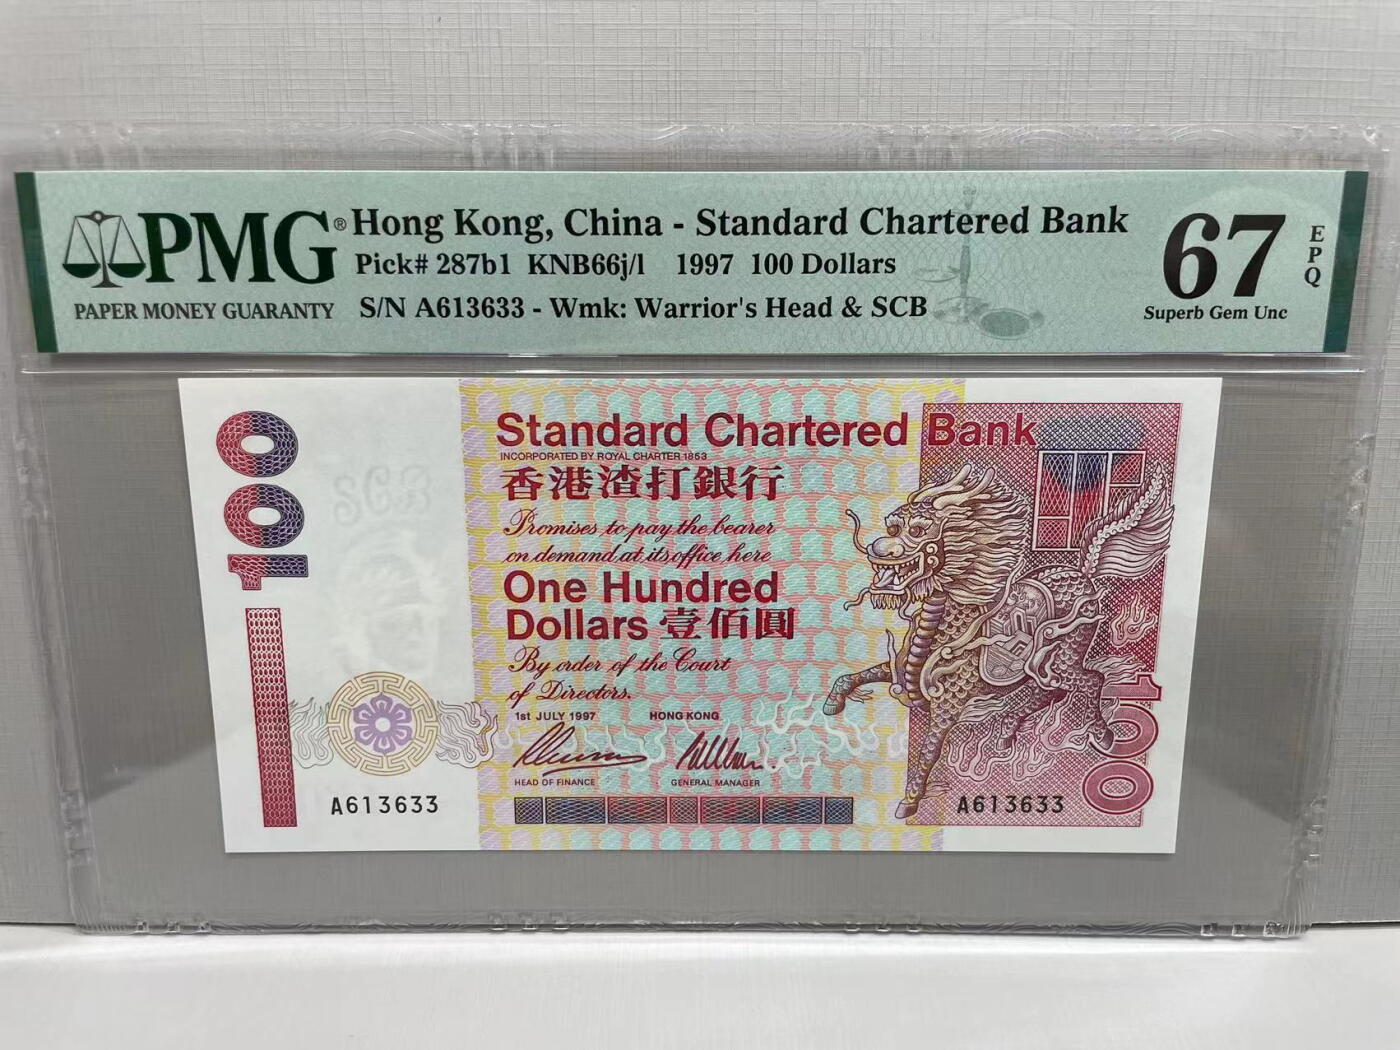 PMG®
PAPER MONEY GUARANTY
Hong Kong, China - Standard Chartered Bank
Pick# 287b1 KNB66j/l 1997 100 Dollars
S/N A613633 - Wmk: Warrior's Head & SCB
67
EPQ
Superb Gem Unc
100
SCB
Standard Chartered Bank
INCORPORATED BY ROYAL CHARTER 1853
香港渣打銀行
Promises to pay the bearer
on demand at its office here
One Hundred
Dollars 壹佰圓
By order of the Court
of Directors.
1st JULY 1997 HONG KONG
HEAD OF FINANCE GENERAL MANAGER
A613633
A613633
100